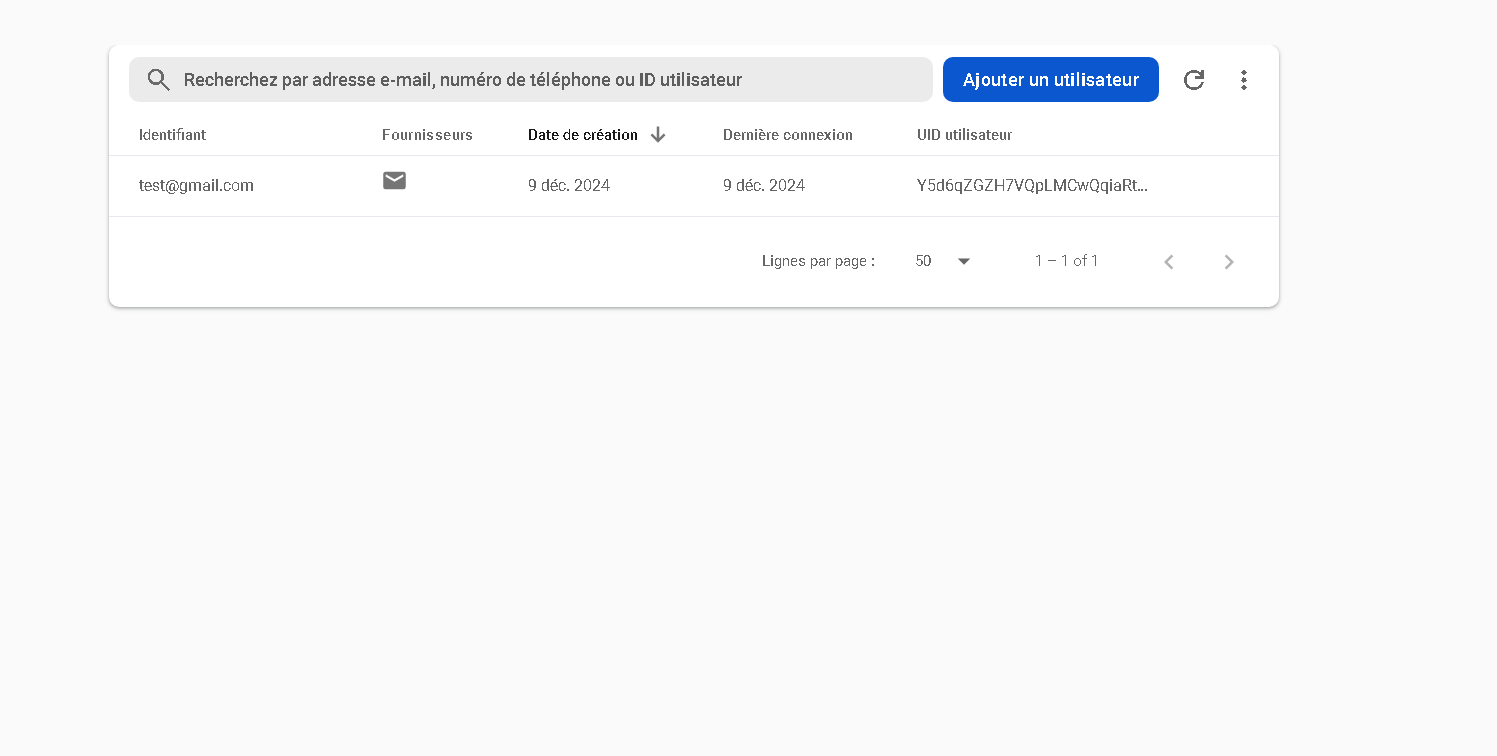 Recherchez par adresse e-mail, numéro de téléphone ou ID utilisateur Ajouter un utilisateur
Identifiant Fournisseurs Date de création Dernière connexion UID utilisateur
test@gmail.com 9 déc. 2024 9 déc. 2024 Y5d6qZGZH7VQpLMCwQqiaRt...
Lignes par page : 50 1 – 1 of 1